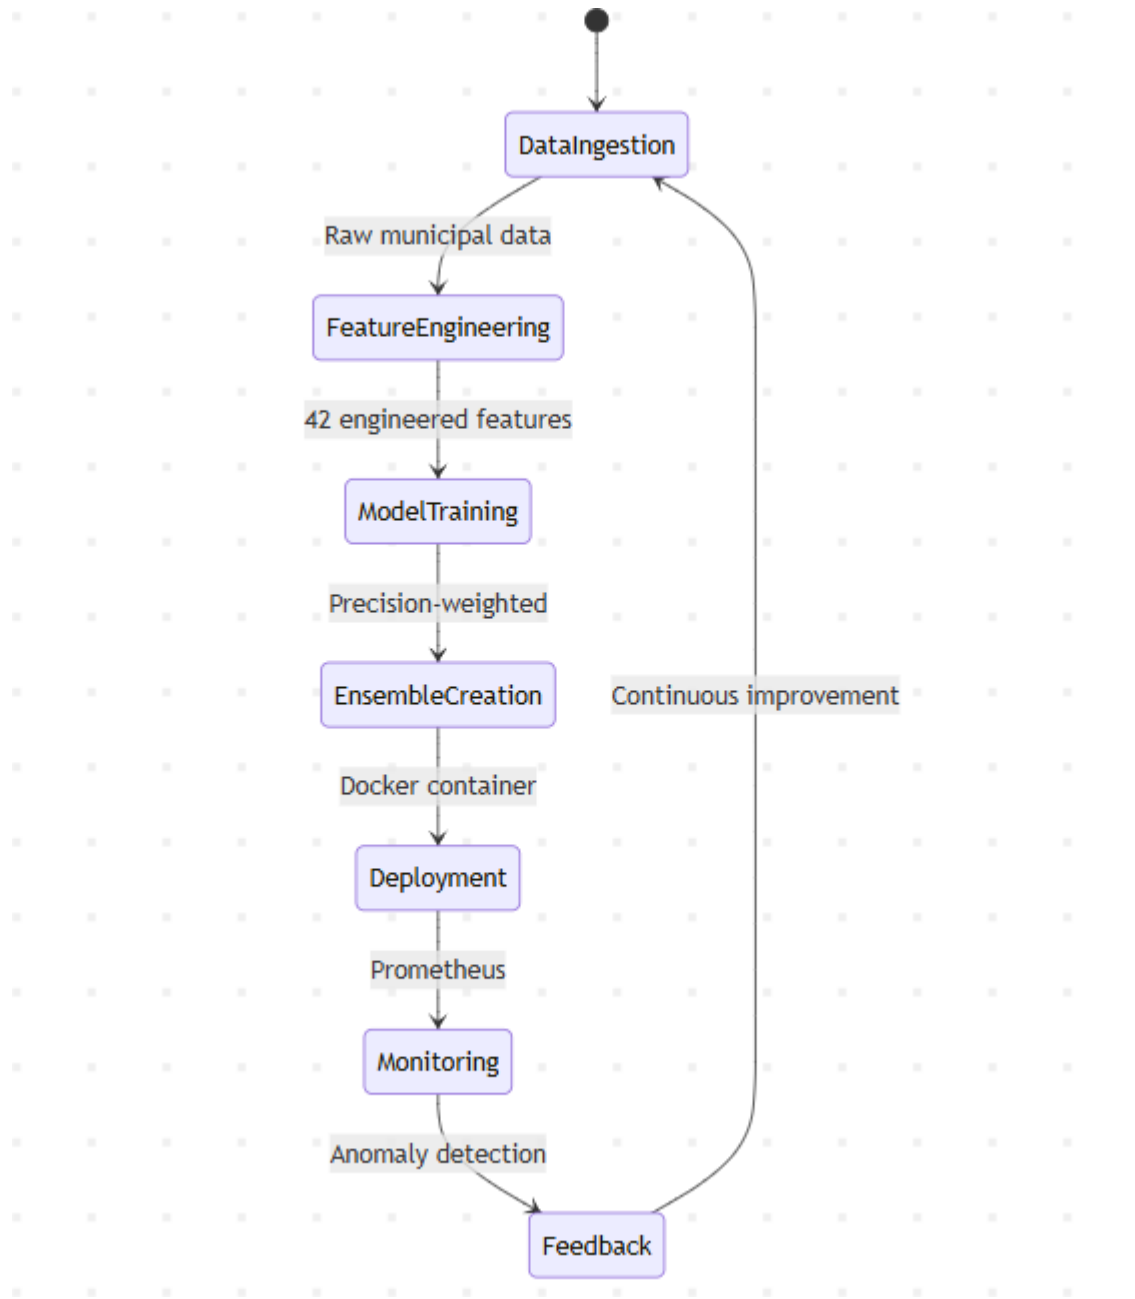 DataIngestion
Raw municipal data
FeatureEngineering
42 engineered features
ModelTraining
Precision-weighted
EnsembleCreation
Continuous improvement
Docker container
Deployment
Prometheus
Monitoring
Anomaly detection
Feedback